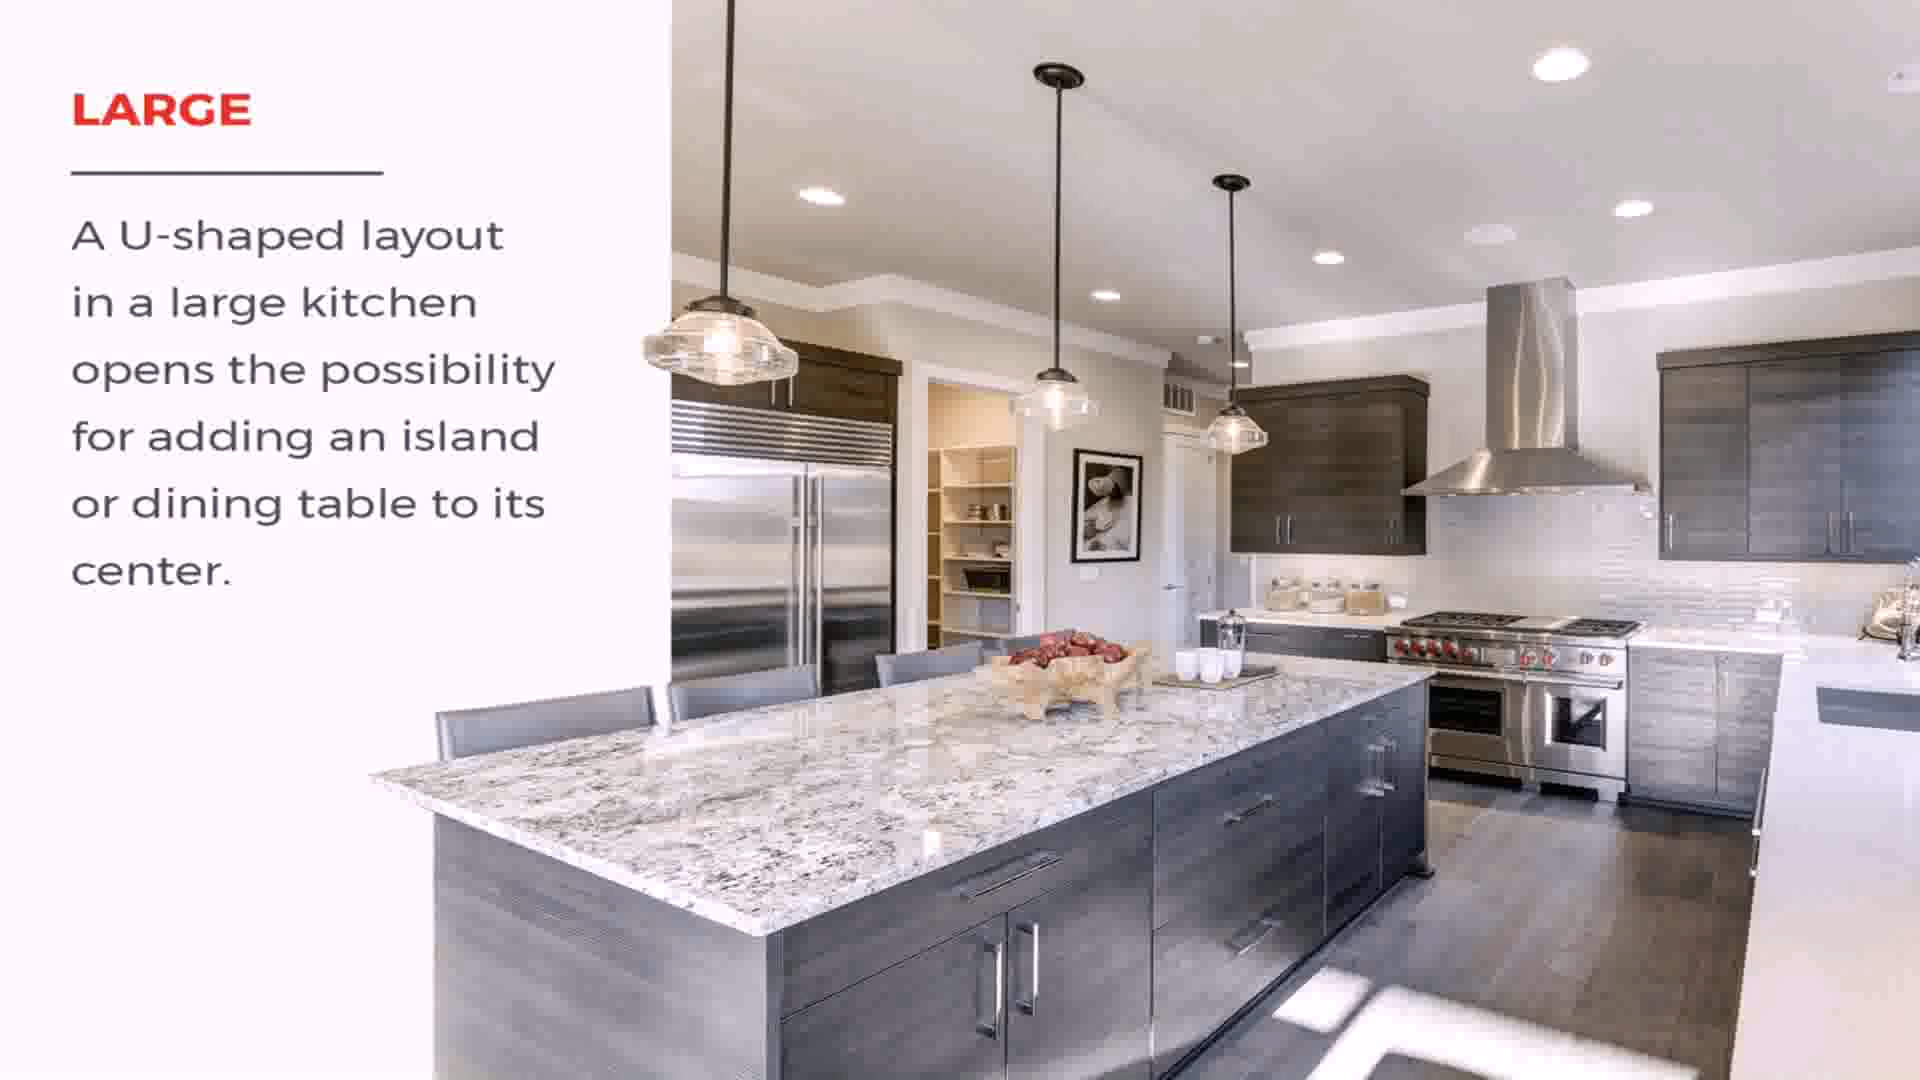 LARGE
A U-shaped layout
in a large kitchen
opens the possibility
for adding an island
or dining table to its
center.